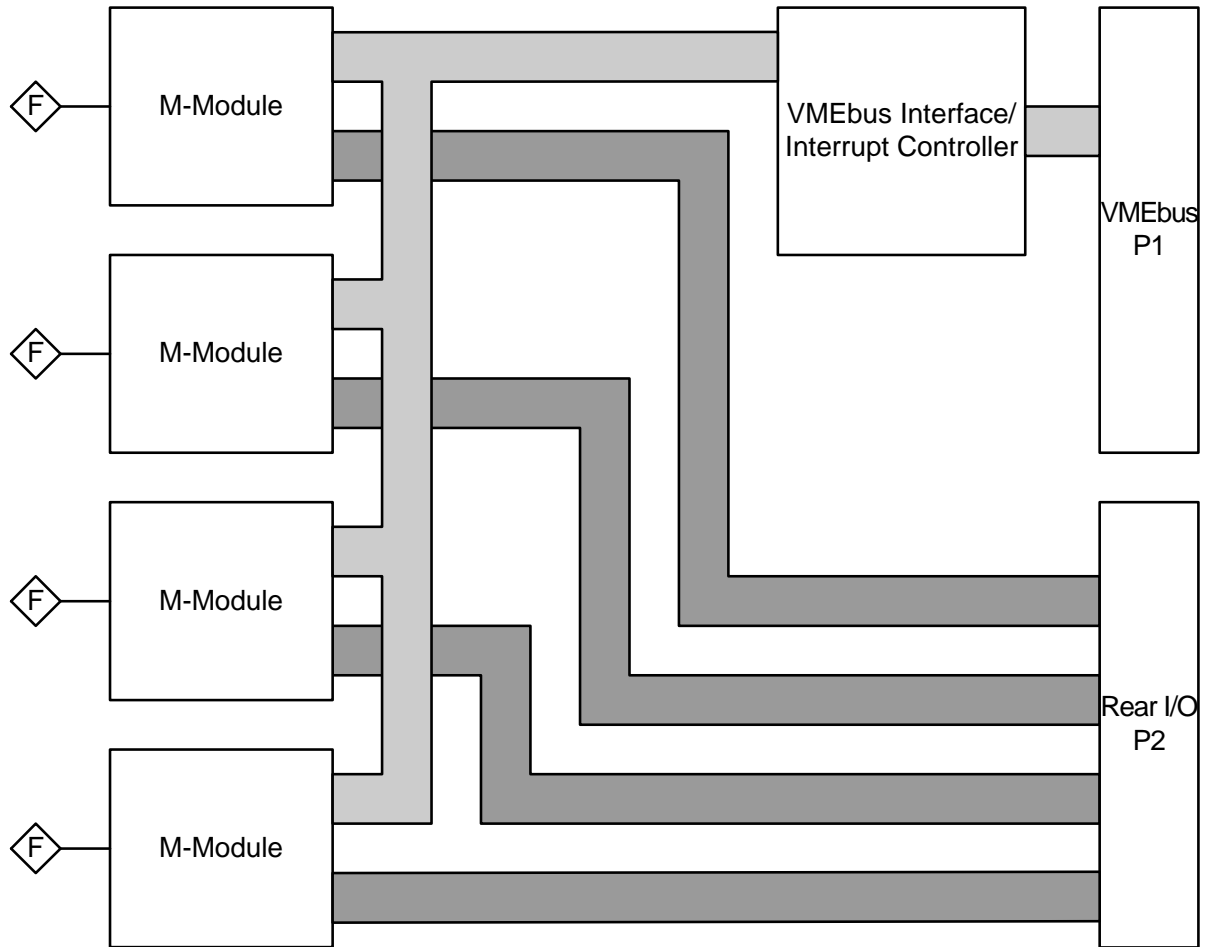 F
M-Module
VMEbus Interface/
Interrupt Controller
VMEbus
P1
F
M-Module
F
M-Module
Rear I/O
P2
F
M-Module